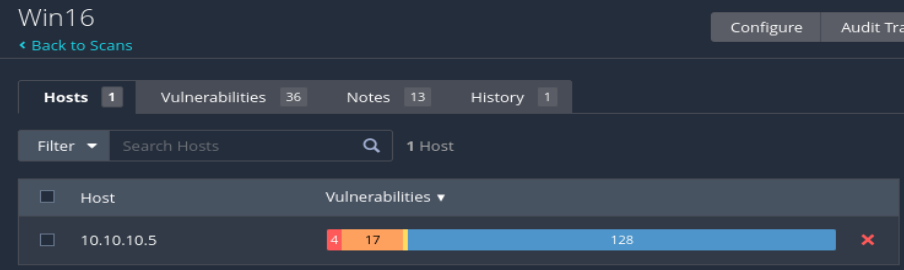 Win16
Configure Audit Tra
< Back to Scans
Hosts 1 Vulnerabilities 36 Notes 13 History 1
Filter Search Hosts 1 Host
Host Vulnerabilities
10.10.10.5 4 17 128